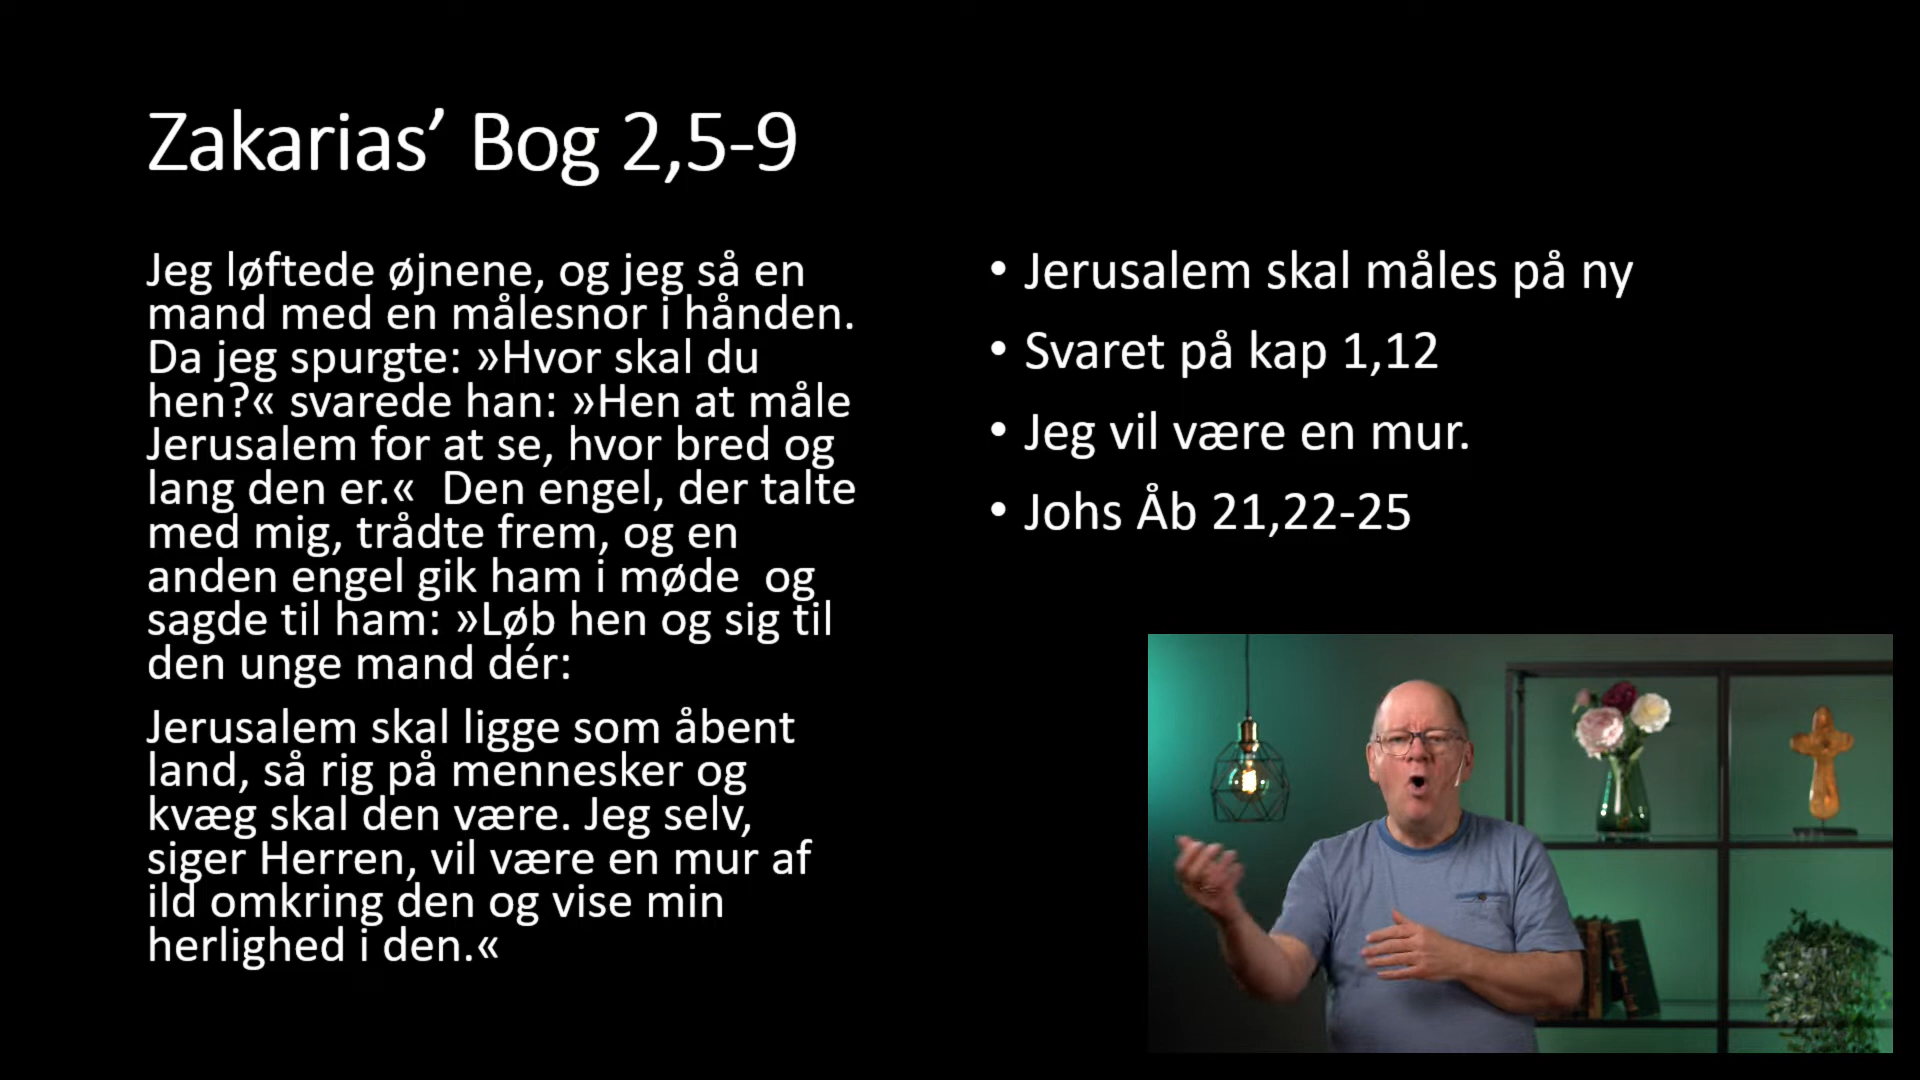 Zakarias’ Bog 2,5-9
Jeg løftede øjnene, og jeg så en
mand med en målesnor i hånden.
Da jeg spurgte: »Hvor skal du
hen?« svarede han: »Hen at måle
Jerusalem for at se, hvor bred og
lang den er.«  Den engel, der talte
med mig, trådte frem, og en
anden engel gik ham i møde  og
sagde til ham: »Løb hen og sig til
den unge mand dér:
Jerusalem skal ligge som åbent
land, så rig på mennesker og
kvæg skal den være. Jeg selv,
siger Herren, vil være en mur af
ild omkring den og vise min
herlighed i den.«
• Jerusalem skal måles på ny
• Svaret på kap 1,12
• Jeg vil være en mur.
• Johs Åb 21,22-25